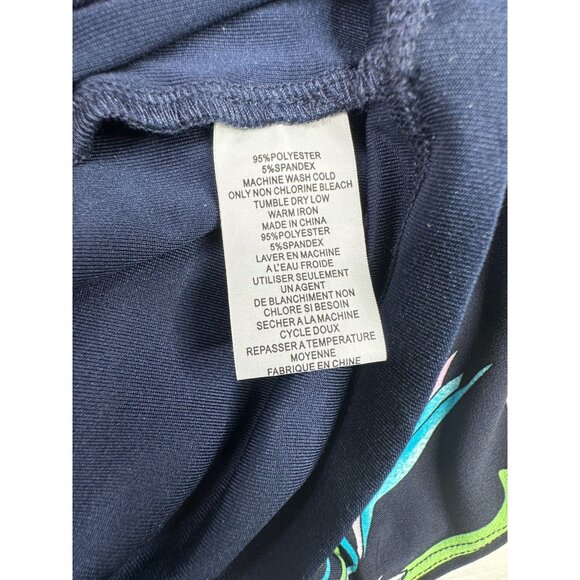 95%POLYESTER
5%SPANDEX
MACHINE WASH COLD
ONLY NON CHLORINE BLEACH
TUMBLE DRY LOW
WARM IRON
MADE IN CHINA
95%POLYESTER
5%SPANDEX
LAVER EN MACHINE
A L'EAU FROIDE
UTILISER SEULEMENT
UN AGENT
DE BLANCHIMENT NON
CHLORE SI BESOIN
SECHER A LA MACHINE
CYCLE DOUX
REPASSER A TEMPERATURE
MOYENNE
FABRIQUE EN CHINE